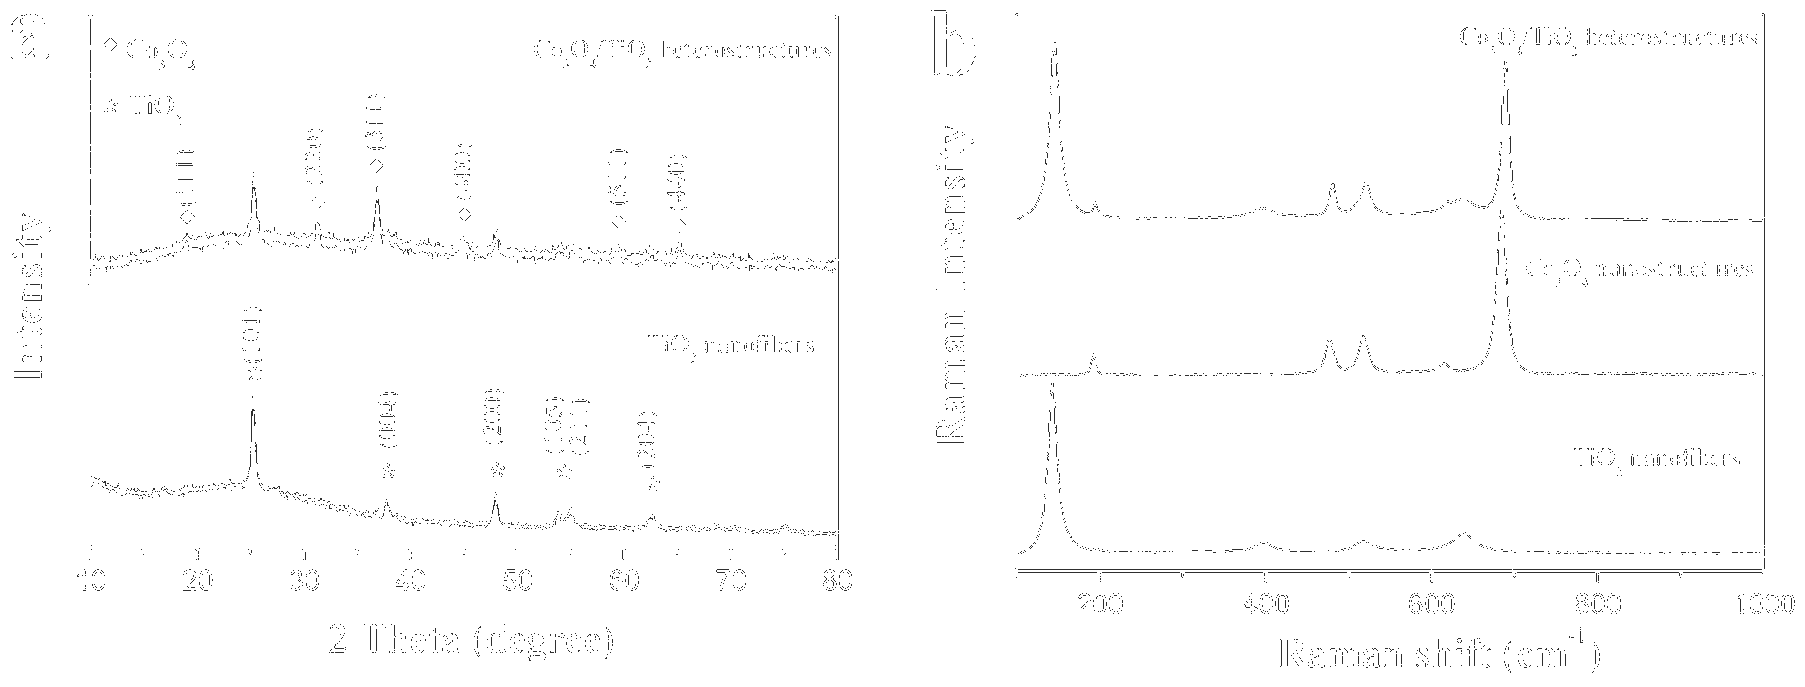 (a)
◇ Co₃O₄
Co₃O₄/TiO₂ heterostructures
* TiO₂
◇ (111)
◇ (220)
◇ (311)
◇ (400)
◇ (511)
◇ (440)
TiO₂ nanofibers
* (101)
* (004)
* (200)
* (105)
(211)
* (204)
Intensity
10 20 30 40 50 60 70 80
2 Theta (degree)
b
Co₃O₄/TiO₂ heterostructures
Co₃O₄ nanostructures
TiO₂ nanofibers
Raman Intensity
200 400 600 800 1000
Raman shift (cm⁻¹)